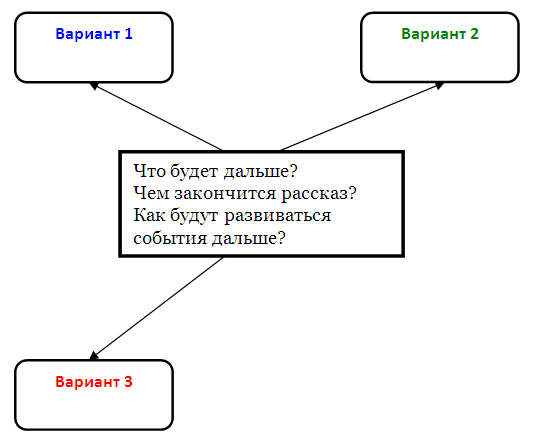 Вариант 1
Вариант 2
Что будет дальше?
Чем закончится рассказ?
Как будут развиваться
события дальше?
Вариант 3